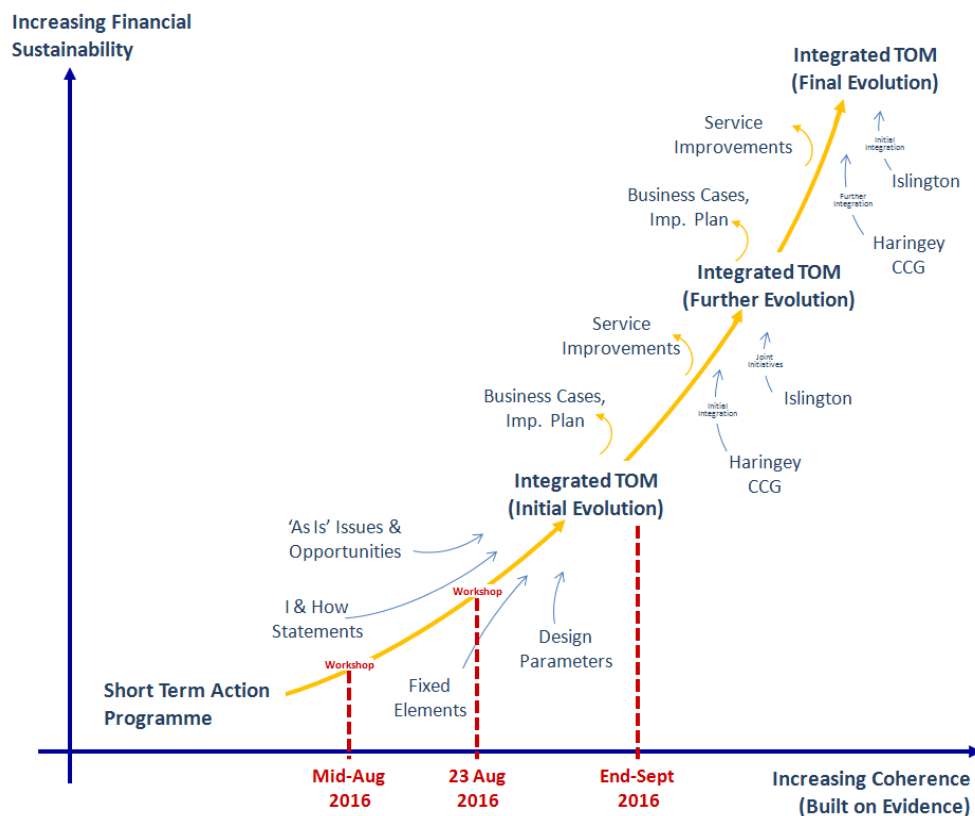 Increasing Financial
Sustainability
Integrated TOM
(Final Evolution)
Service
Improvements
Initial
Integration
Islington
Business Cases,
Imp. Plan
Further
Integration
Haringey
CCG
Integrated TOM
(Further Evolution)
Service
Improvements
Joint
Initiatives
Islington
Business Cases,
Imp. Plan
Initial
Integration
Haringey
CCG
Integrated TOM
(Initial Evolution)
‘As Is’ Issues &
Opportunities
I & How
Statements
Workshop
Design
Parameters
Workshop
Fixed
Elements
Short Term Action
Programme
Mid-Aug
2016
23 Aug
2016
End-Sept
2016
Increasing Coherence
(Built on Evidence)